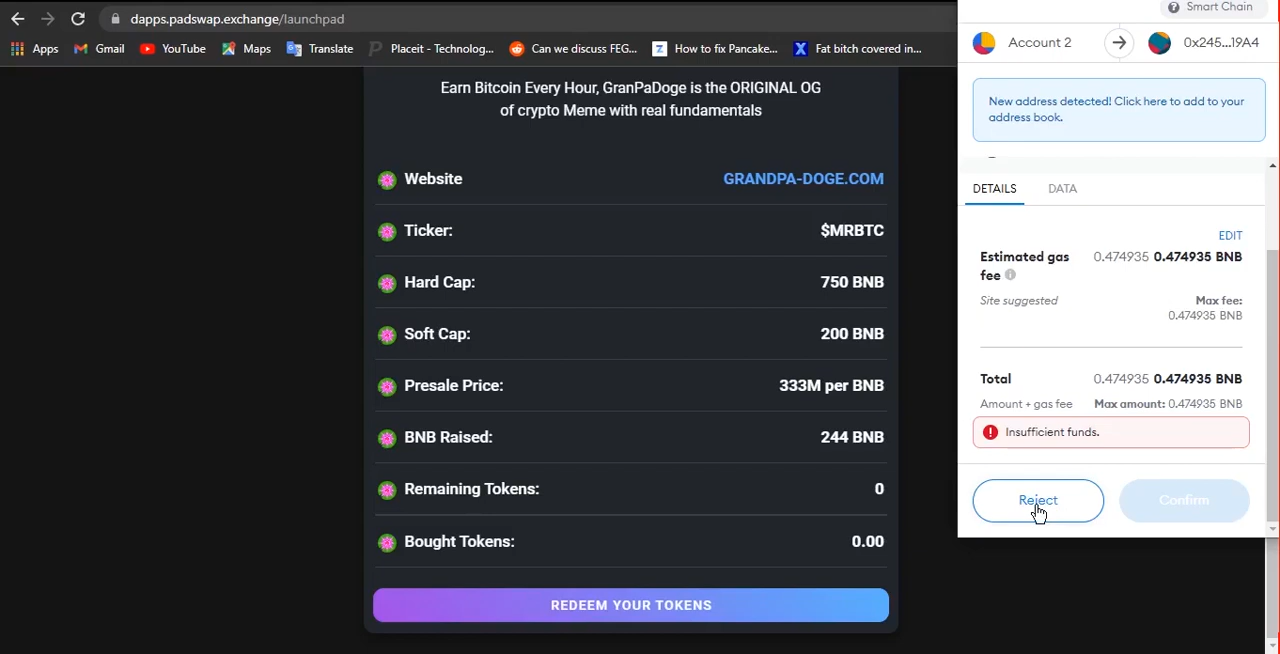 dapps.padswap.exchange/launchpad
Apps Gmail YouTube Maps Translate Placeit - Technolog... Can we discuss FEG... How to fix Pancake... Fat bitch covered in...
Earn Bitcoin Every Hour, GranPaDoge is the ORIGINAL OG
of crypto Meme with real fundamentals
Website GRANDPA-DOGE.COM
Ticker: $MRBTC
Hard Cap: 750 BNB
Soft Cap: 200 BNB
Presale Price: 333M per BNB
BNB Raised: 244 BNB
Remaining Tokens: 0
Bought Tokens: 0.00
REDEEM YOUR TOKENS
Smart Chain
Account 2 0x245...19A4
New address detected! Click here to add to your
address book.
DETAILS DATA
EDIT
Estimated gas 0.474935 0.474935 BNB
fee
Site suggested Max fee:
0.474935 BNB
Total 0.474935 0.474935 BNB
Amount + gas fee Max amount: 0.474935 BNB
Insufficient funds.
Reject Confirm